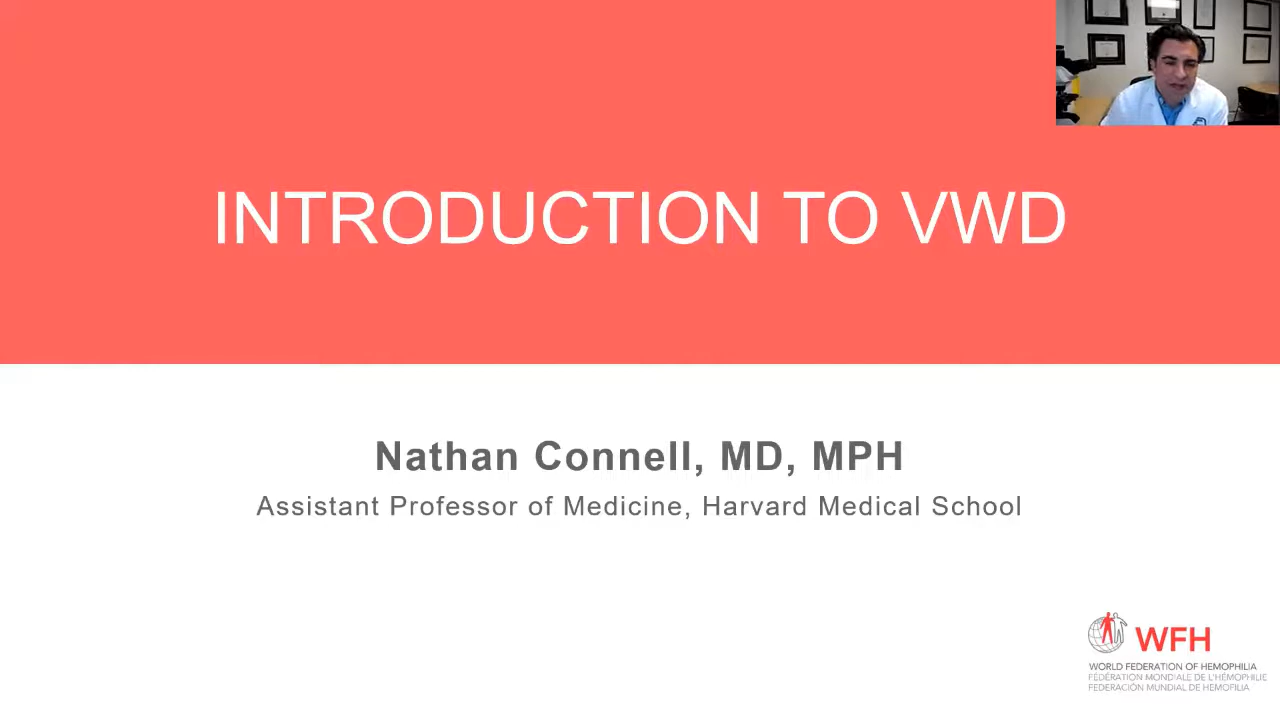 INTRODUCTION TO VWD
Nathan Connell, MD, MPH
Assistant Professor of Medicine, Harvard Medical School
WFH
WORLD FEDERATION OF HEMOPHILIA
FÉDÉRATION MONDIALE DE L'HÉMOPHILIE
FEDERACIÓN MUNDIAL DE HEMOFILIA